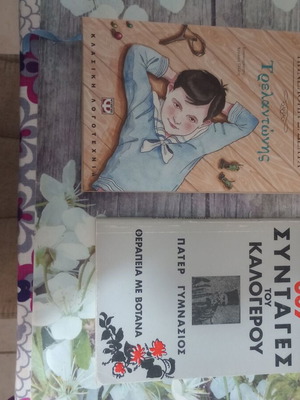 Τρελαντώνης
ΚΛΑΣΙΚΗ ΛΟΓΟΤΕΧΝΙΑ
ΣΥΝΤΑΓΕΣ
ΤΟΥ
ΚΑΛΟΓΕΡΟΥ
ΠΑΤΕΡ ΓΥΜΝΑΣΙΟΣ
ΘΕΡΑΠΕΙΑ ΜΕ ΒΟΤΑΝΑ